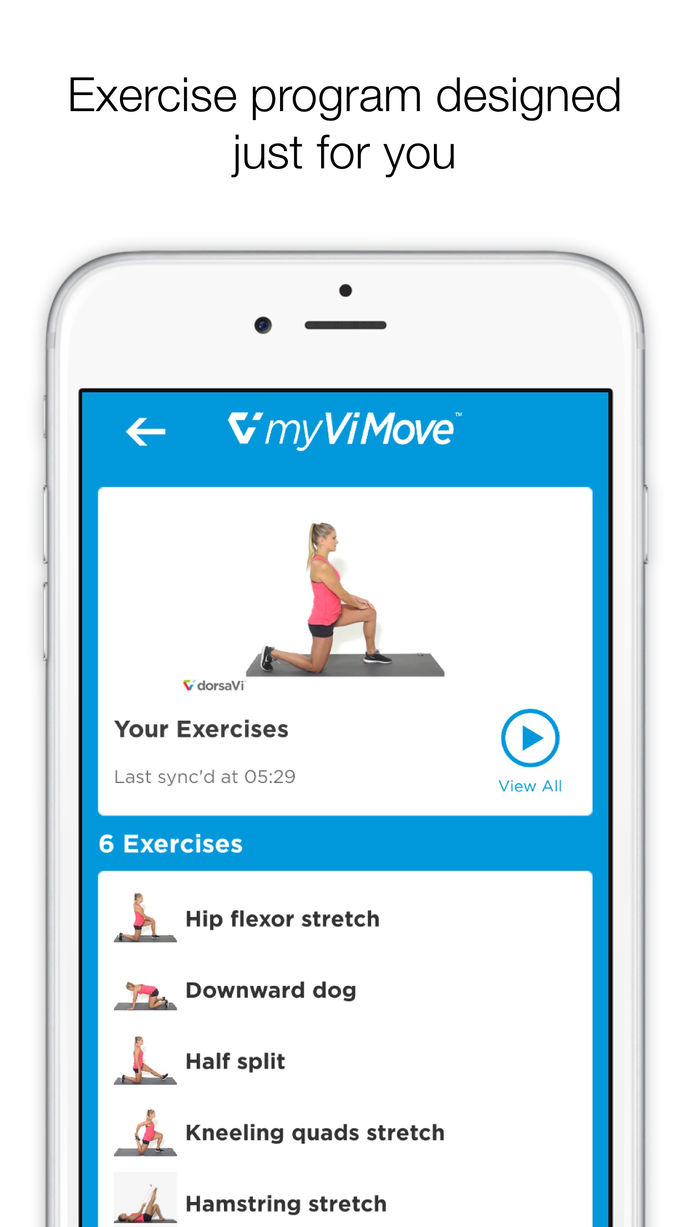 Exercise program designed
just for you
myViMove™
dorsaVi
Your Exercises
Last sync'd at 05:29
View All
6 Exercises
Hip flexor stretch
Downward dog
Half split
Kneeling quads stretch
Hamstring stretch